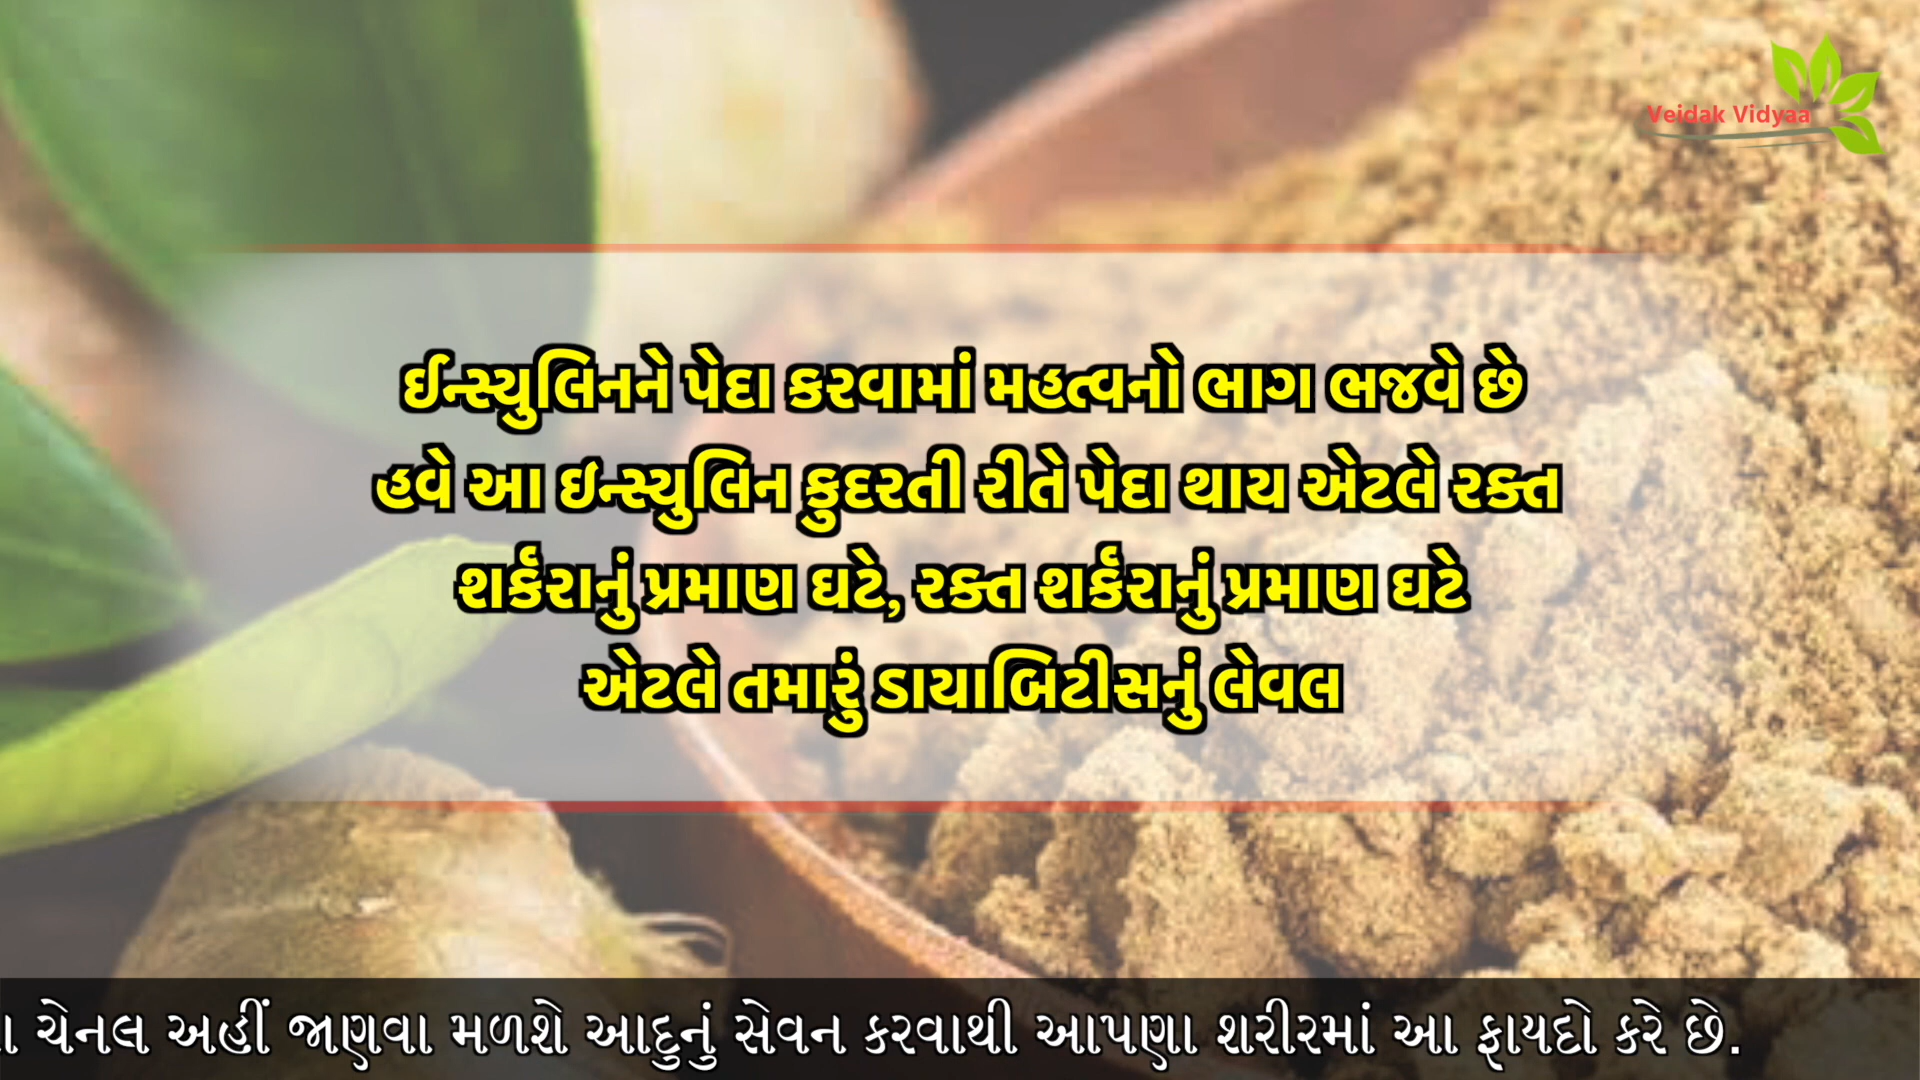 Veidak Vidyaa
ઈન્સ્યુલિનને પેદા કરવામાં મહત્વનો ભાગ ભજવે છે
હવે આ ઇન્સ્યુલિન કુદરતી રીતે પેદા થાય એટલે રક્ત
શર્કરાનું પ્રમાણ ઘટે, રક્ત શર્કરાનું પ્રમાણ ઘટે
એટલે તમારું ડાયાબિટીસનું લેવલ
ચેનલ અહીં જાણવા મળશે આદુનું સેવન કરવાથી આપણા શરીરમાં આ ફાયદો કરે છે.